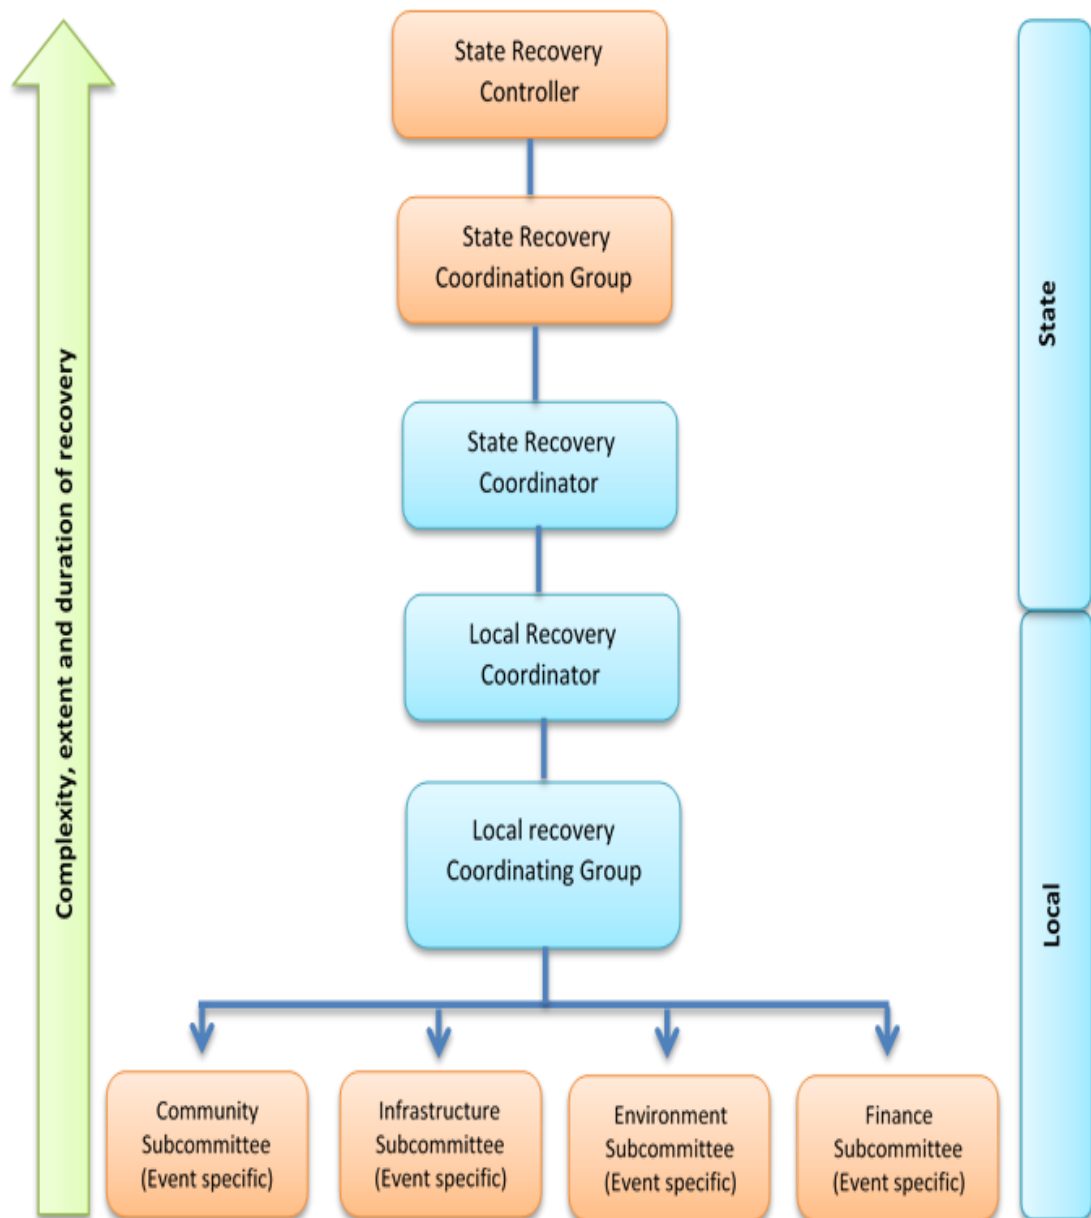 State Recovery
Controller
State Recovery
Coordination Group
State Recovery
Coordinator
Local Recovery
Coordinator
Local recovery
Coordinating Group
Community
Subcommittee
(Event specific)
Infrastructure
Subcommittee
(Event specific)
Environment
Subcommittee
(Event specific)
Finance
Subcommittee
(Event specific)
Complexity, extent and duration of recovery
State
Local